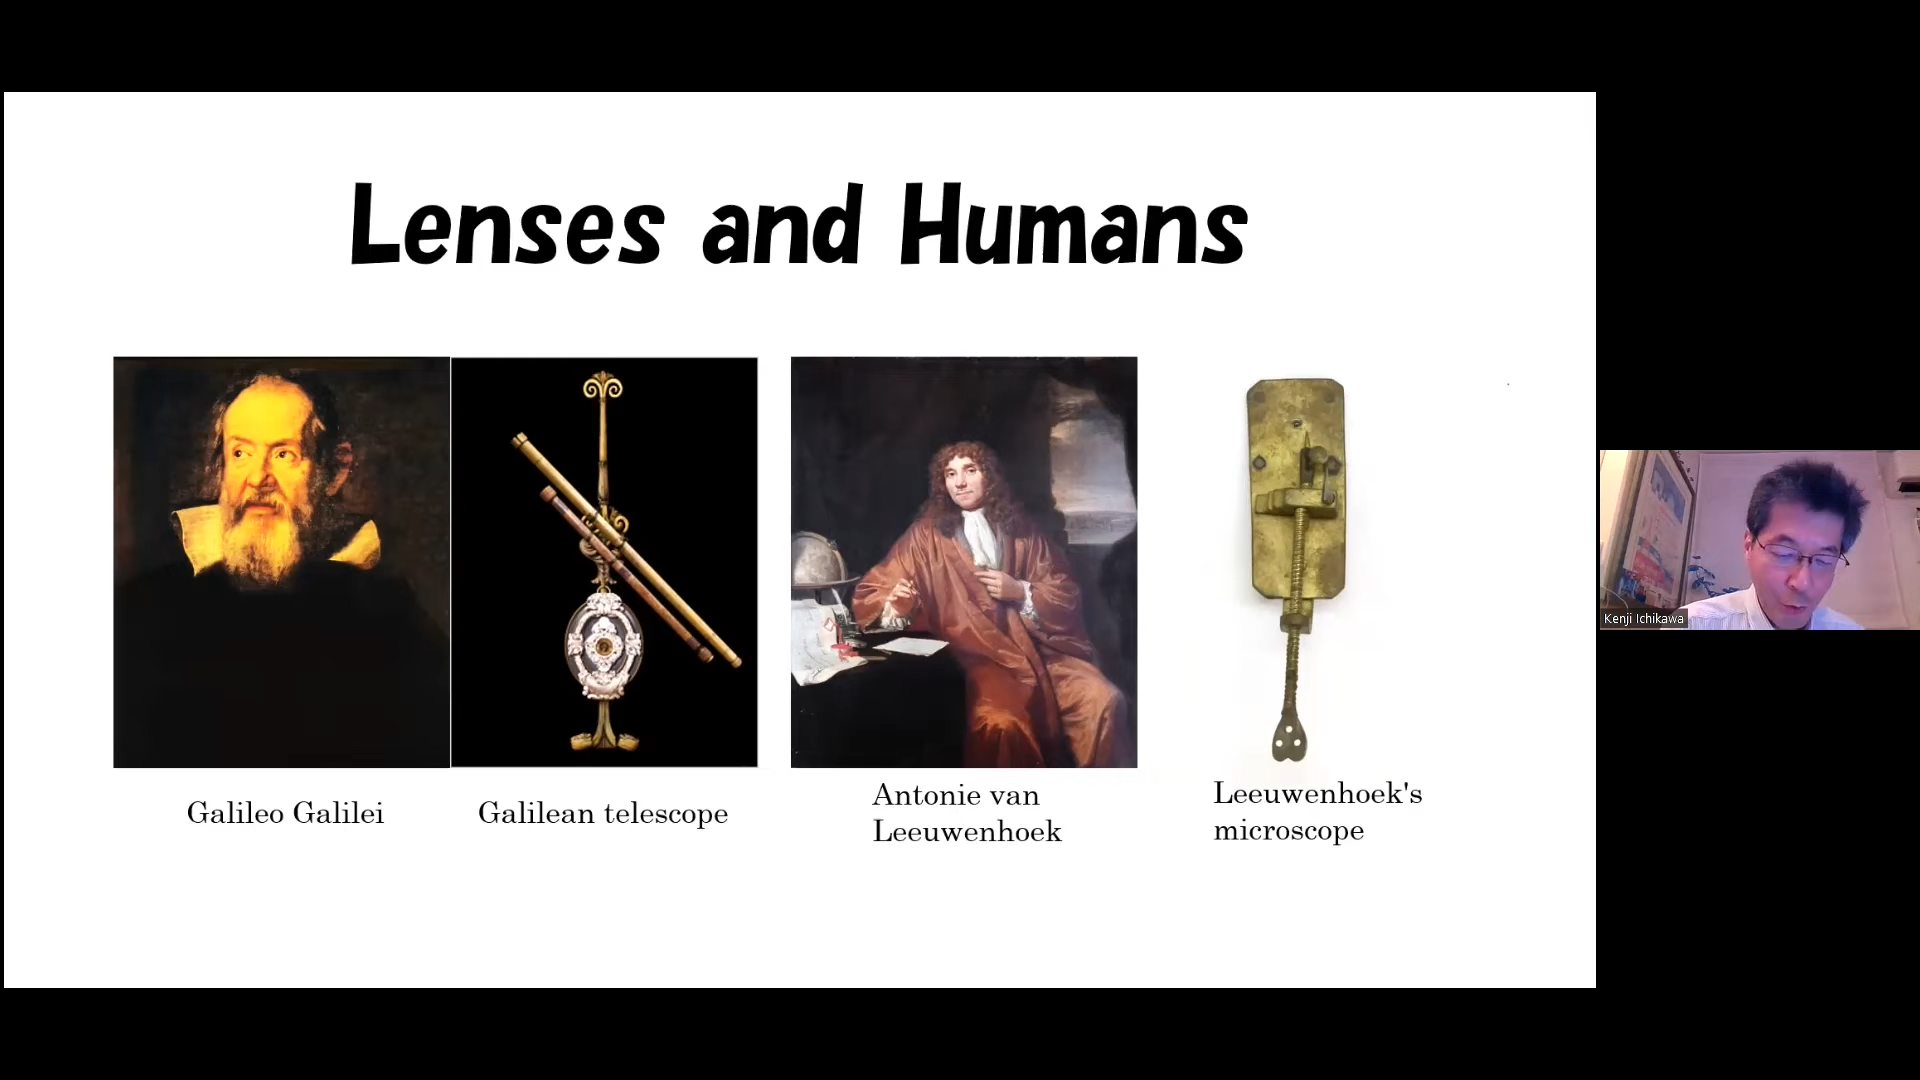 Lenses and Humans
Galileo Galilei
Galilean telescope
Antonie van
Leeuwenhoek
Leeuwenhoek's
microscope
Kenji Ichikawa